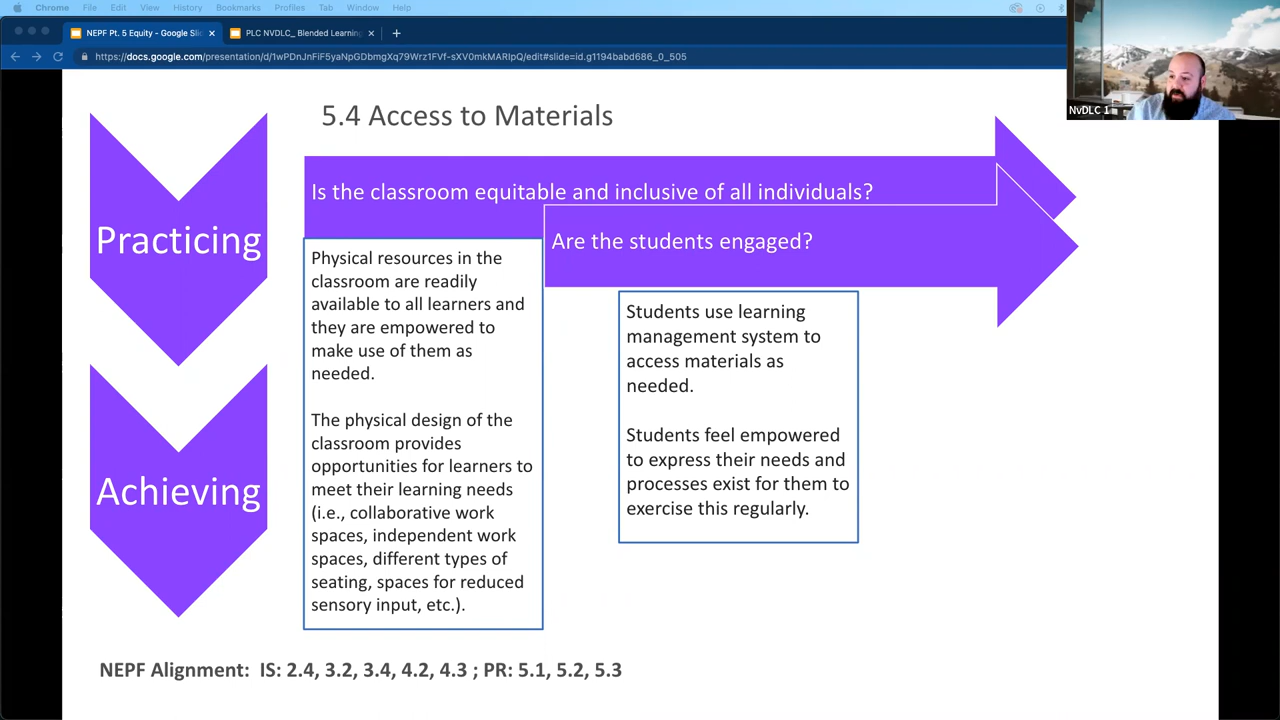 Chrome File Edit View History Bookmarks Profiles Tab Window Help
NEPF Pt. 5 Equity - Google Slid
PLC NVDLC_ Blended Learning
https://docs.google.com/presentation/d/1wPDnJnFiF5yaNpGDbmgXq79Wrz1FVf-sXV0mkMARIpQ/edit#slide=id.g1194babd686_0_505
NvDLC 1
5.4 Access to Materials
Practicing
Achieving
Is the classroom equitable and inclusive of all individuals?
Are the students engaged?
Physical resources in the
classroom are readily
available to all learners and
they are empowered to
make use of them as
needed.
The physical design of the
classroom provides
opportunities for learners to
meet their learning needs
(i.e., collaborative work
spaces, independent work
spaces, different types of
seating, spaces for reduced
sensory input, etc.).
Students use learning
management system to
access materials as
needed.
Students feel empowered
to express their needs and
processes exist for them to
exercise this regularly.
NEPF Alignment: IS: 2.4, 3.2, 3.4, 4.2, 4.3 ; PR: 5.1, 5.2, 5.3